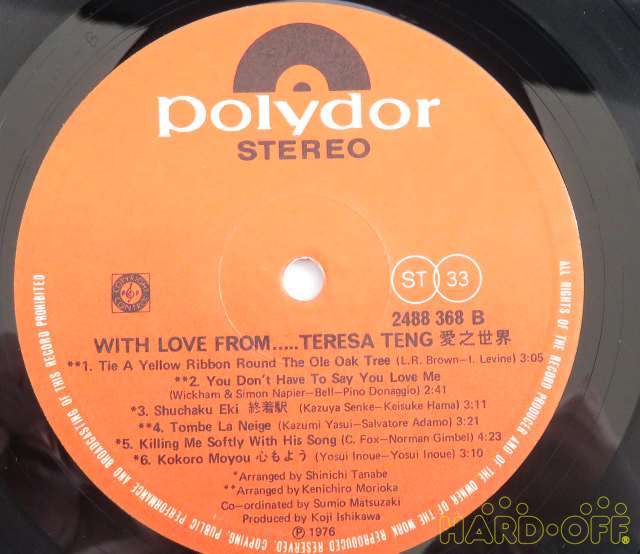 polydor
STEREO
COPYRIGHT CONTROL
ST 33
2488 368 B
WITH LOVE FROM.....TERESA TENG 愛之世界
**1. Tie A Yellow Ribbon Round The Ole Oak Tree (L.R. Brown—I. Levine) 3:05
**2. You Don't Have To Say You Love Me
(Wickham & Simon Napier-Bell—Pino Donaggio) 2:41
*3. Shuchaku Eki 終着駅 (Kazuya Senke-Keisuke Hama) 3:11
**4. Tombe La Neige (Kazumi Yasui—Salvatore Adamo) 3:11
*5. Killing Me Softly With His Song (C. Fox—Norman Gimbel) 4:23
*6. Kokoro Moyou 心もよう (Yosui Inoue—Yosui Inoue) 3:10
*Arranged by Shinichi Tanabe
**Arranged by Kenichiro Morioka
Co-ordinated by Sumio Matsuzaki
Produced by Koji Ishikawa
Ⓟ 1976
ALL RIGHTS OF THE RECORD PRODUCER AND OF THE OWNER OF THE WORK REPRODUCED RESERVED. COPYING, PUBLIC PERFORMANCE AND BROADCASTING OF THIS RECORD PROHIBITED
HARD-OFF